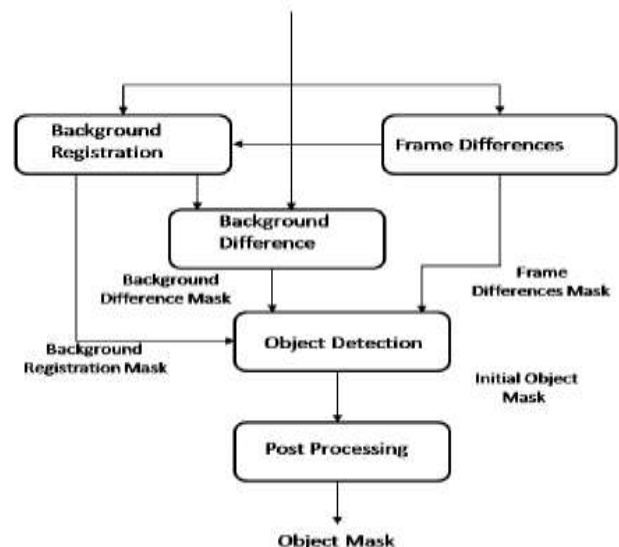 Background
Registration
Frame Differences
Background
Difference
Background
Difference Mask
Frame
Differences Mask
Object Detection
Background
Registration Mask
Initial Object
Mask
Post Processing
Object Mask